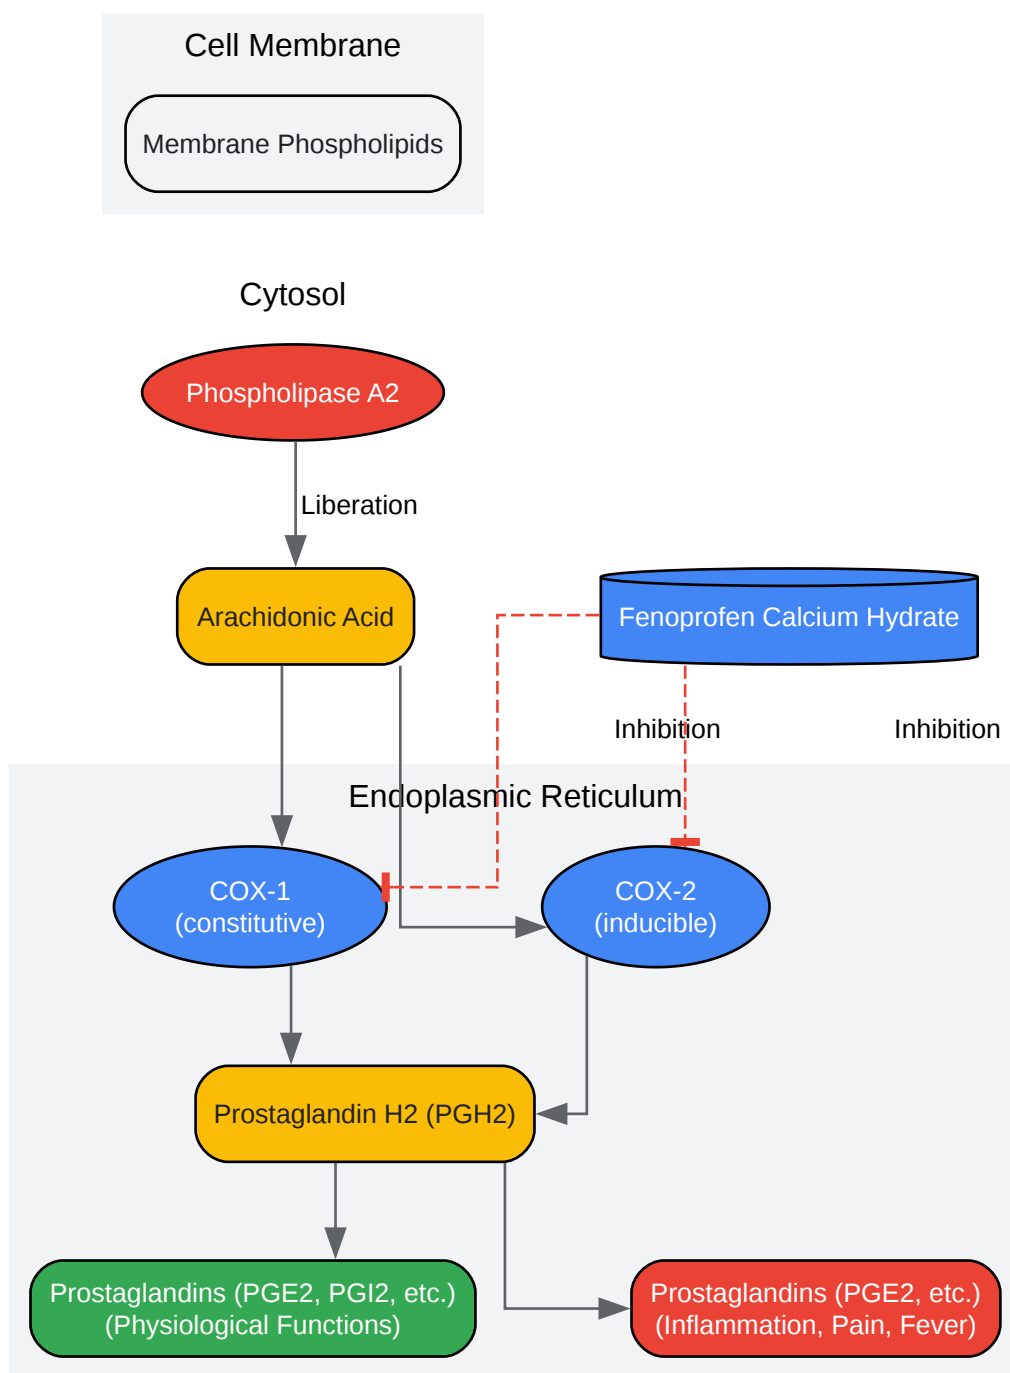 Cell Membrane
Membrane Phospholipids
Cytosol
Phospholipase A2
Liberation
Arachidonic Acid
Fenoprofen Calcium Hydrate
Inhibition
Inhibition
Endoplasmic Reticulum
COX-1
(constitutive)
COX-2
(inducible)
Prostaglandin H2 (PGH2)
Prostaglandins (PGE2, PGI2, etc.)
(Physiological Functions)
Prostaglandins (PGE2, etc.)
(Inflammation, Pain, Fever)